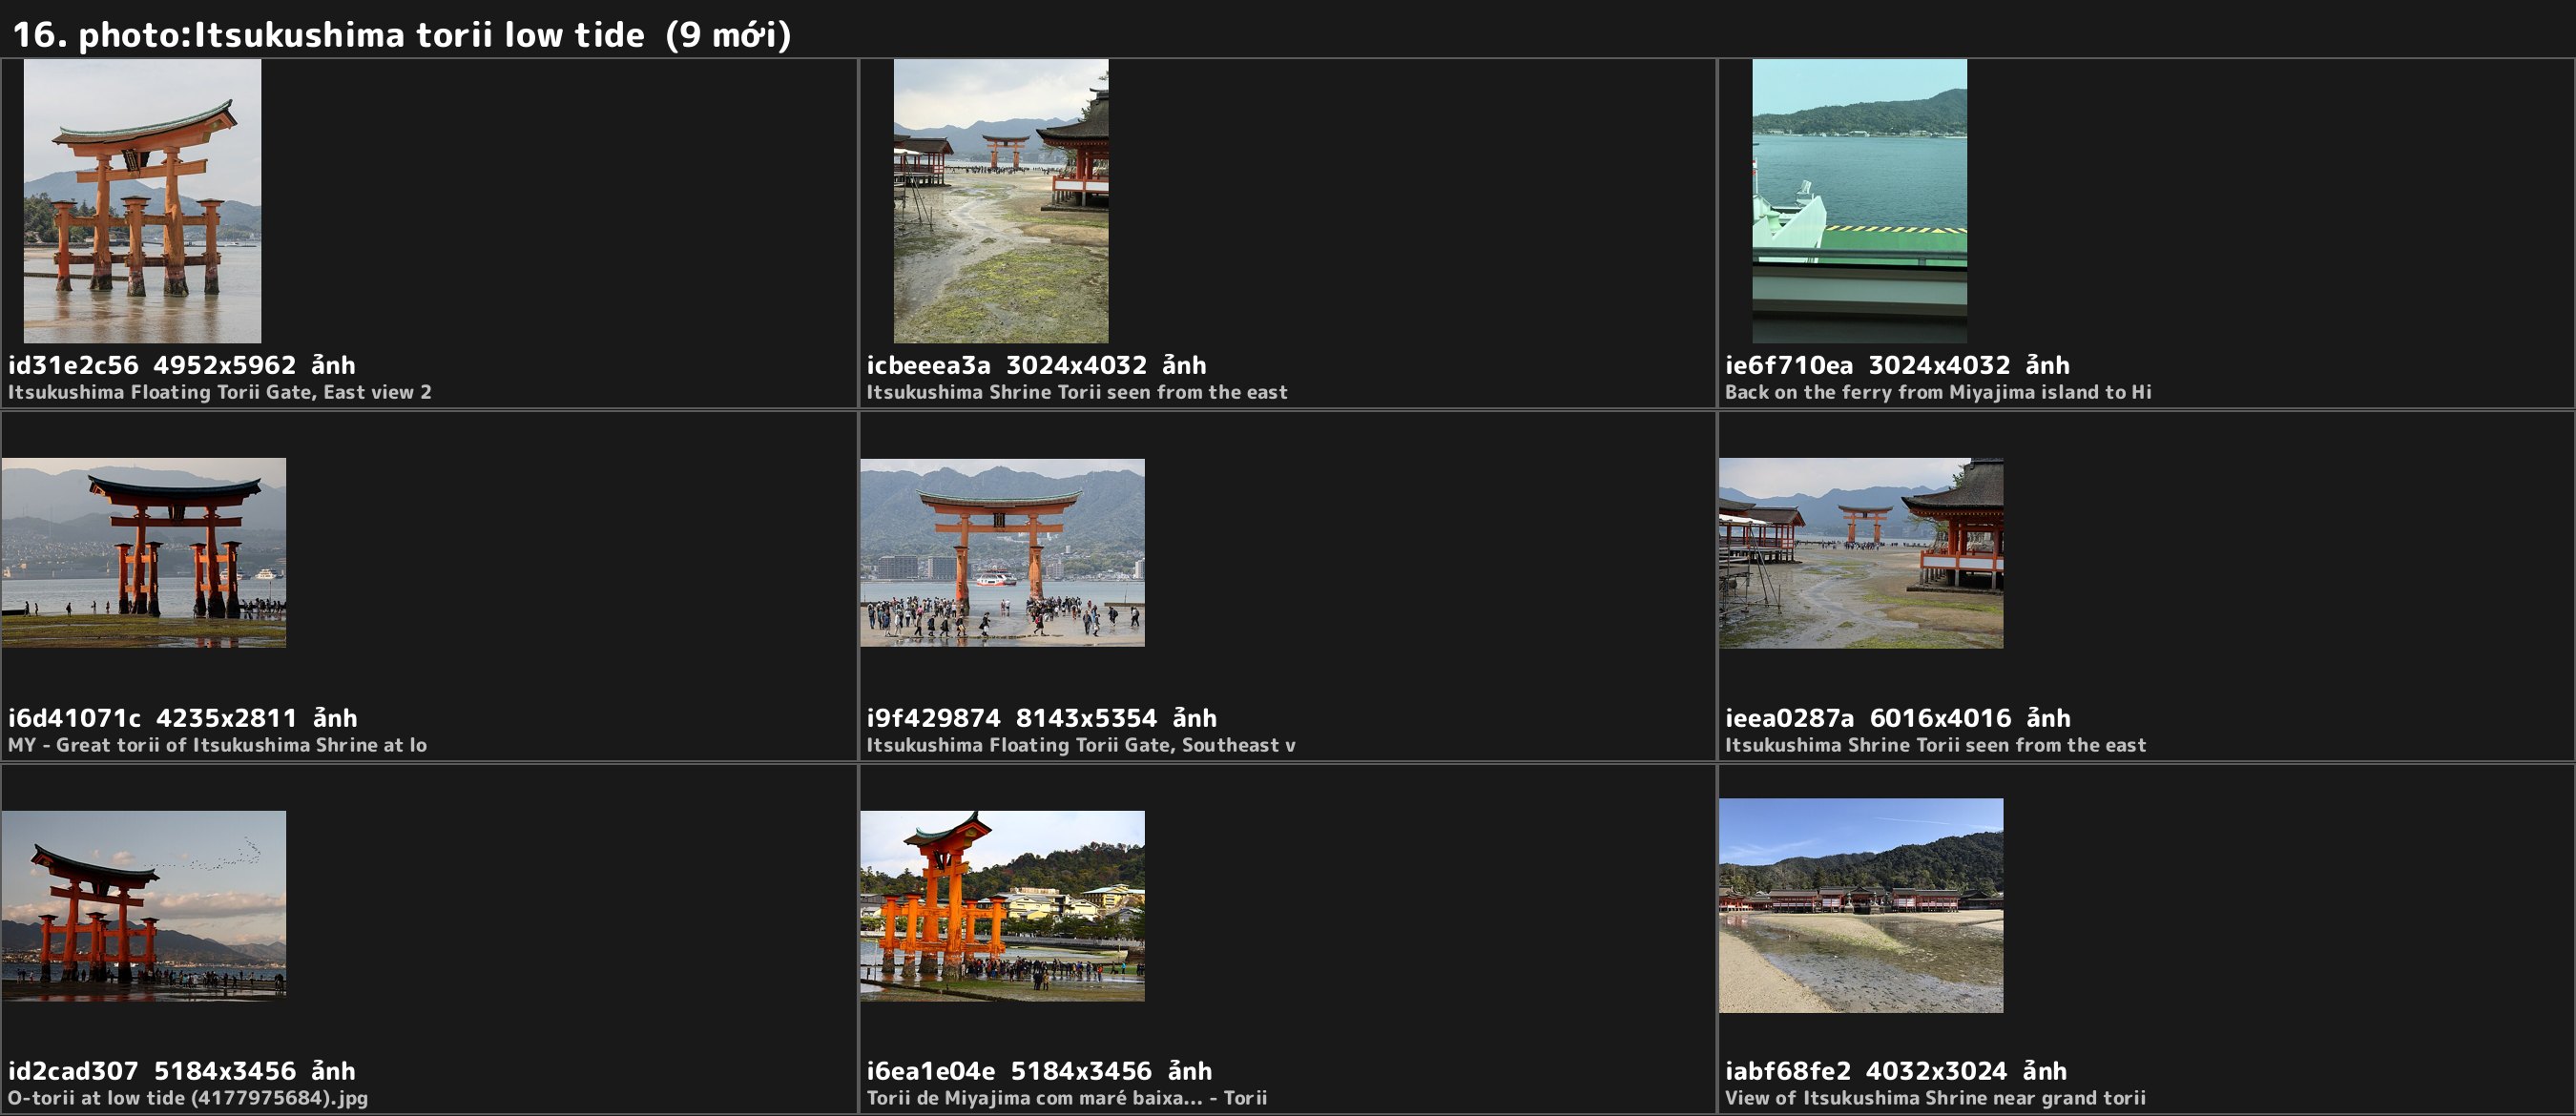 16. photo:Itsukushima torii low tide (9 mới)
id31e2c56 4952x5962 ảnh
Itsukushima Floating Torii Gate, East view 2
icbeeea3a 3024x4032 ảnh
Itsukushima Shrine Torii seen from the east
ie6f710ea 3024x4032 ảnh
Back on the ferry from Miyajima island to Hi
i6d41071c 4235x2811 ảnh
MY - Great torii of Itsukushima Shrine at lo
i9f429874 8143x5354 ảnh
Itsukushima Floating Torii Gate, Southeast v
ieea0287a 6016x4016 ảnh
Itsukushima Shrine Torii seen from the east
id2cad307 5184x3456 ảnh
O-torii at low tide (4177975684).jpg
i6ea1e04e 5184x3456 ảnh
Torii de Miyajima com maré baixa... - Torii
iabf68fe2 4032x3024 ảnh
View of Itsukushima Shrine near grand torii